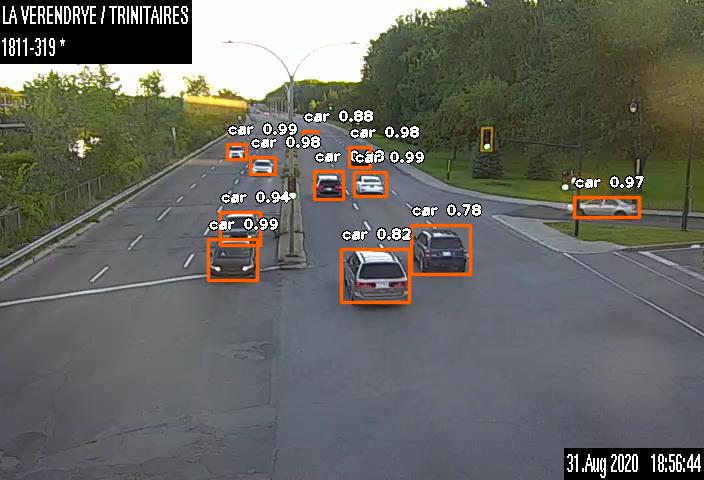 LA VERENDRYE / TRINITAIRES
1811-319 *
car 0.88
car 0.99
car 0.98
car 0.98
car 0.99
car 0.97
car 0.94
car 0.78
car 0.99
car 0.82
31.Aug 2020 18:56:44